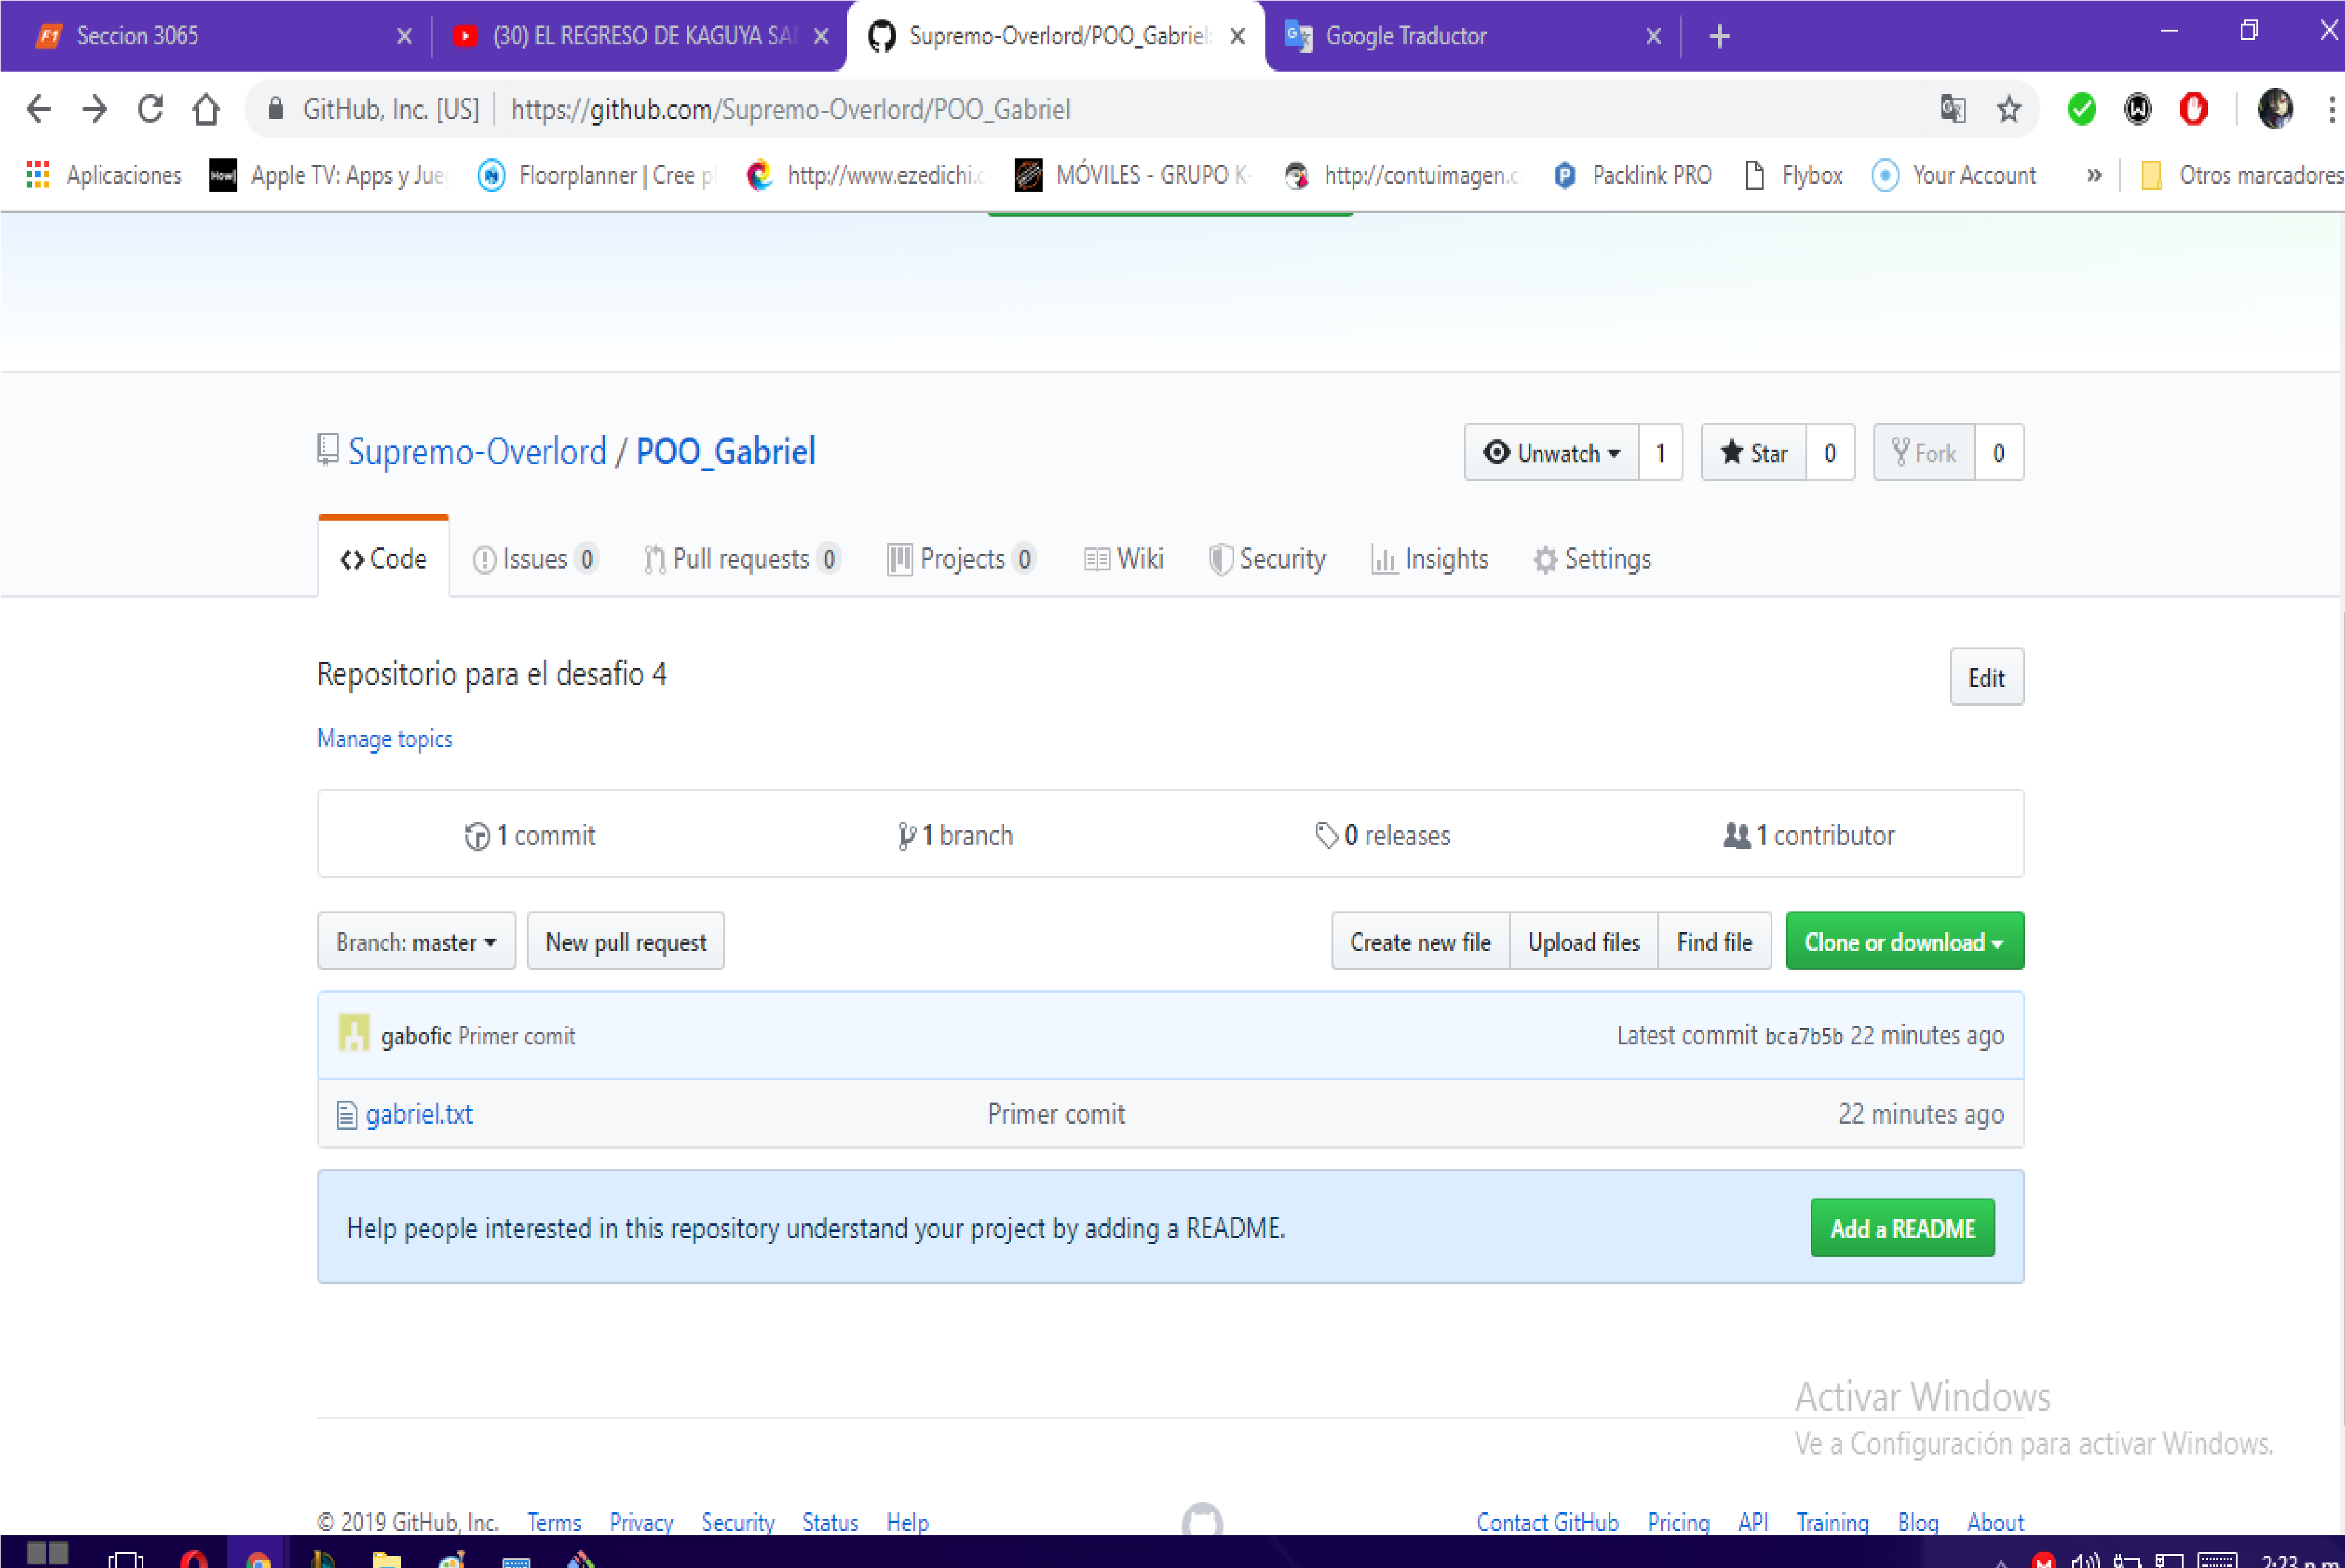 Seccion 3065
(30) EL REGRESO DE KAGUYA
Supremo-Overlord/POO_Gabriel:
Google Traductor
GitHub, Inc. [US] https://github.com/Supremo-Overlord/POO_Gabriel
Aplicaciones
Apple TV: Apps y
Floorplanner | Cree
http://www.ezedichi.
MÓVILES - GRUPO K-
http://contuimagen.
Packlink PRO
Flybox
Your Account
»
Otros marcadores
Supremo-Overlord / POO_Gabriel
Unwatch 1
Star 0
Fork 0
Code
Issues 0
Pull requests 0
Projects 0
Wiki
Security
Insights
Settings
Repositorio para el desafio 4
Edit
Manage topics
1 commit
1 branch
0 releases
1 contributor
Branch: master
New pull request
Create new file
Upload files
Find file
Clone or download
gabofic Primer comit
Latest commit bca7b5b 22 minutes ago
gabriel.txt
Primer comit
22 minutes ago
Help people interested in this repository understand your project by adding a README.
Add a README
Activar Windows
Ve a Configuración para activar Windows.
© 2019 GitHub, Inc.
Terms
Privacy
Security
Status
Help
Contact GitHub
Pricing
API
Training
Blog
About
2:23 p.m.